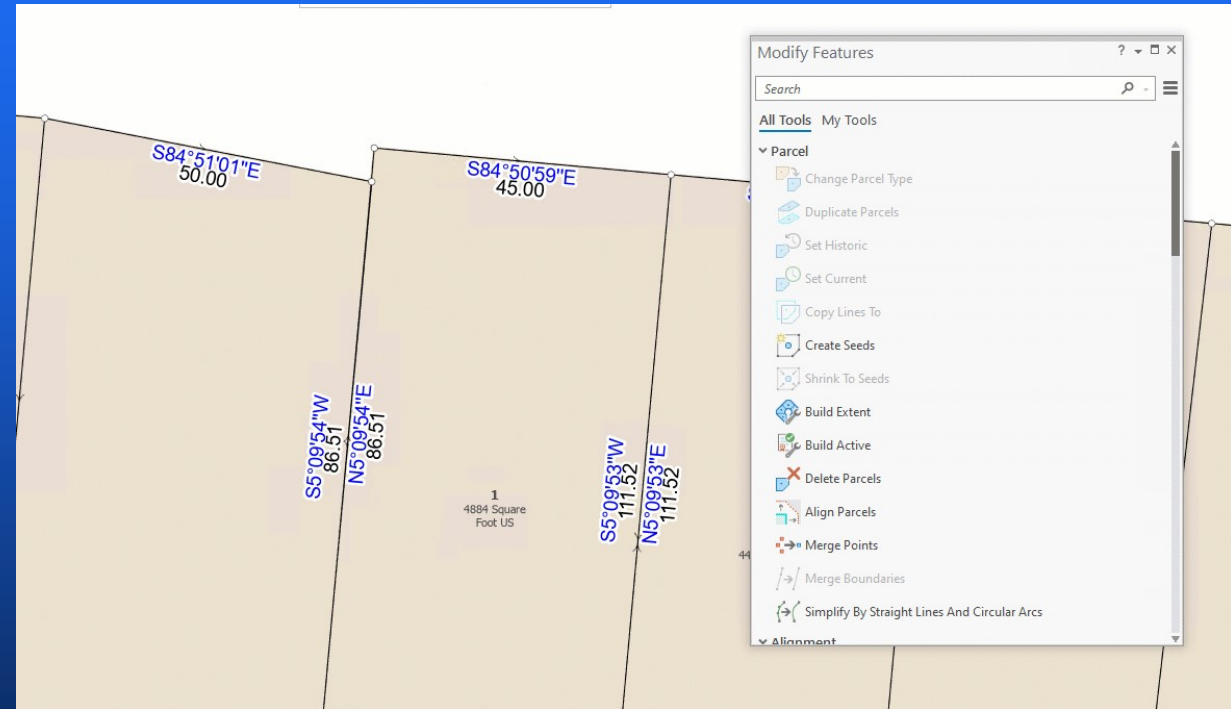 S84°51'01"E
50.00
S84°50'59"E
45.00
S5°09'54"W
86.51
N5°09'54"E
86.51
S5°09'53"W
111.52
N5°09'53"E
111.52
1
4884 Square
Foot US
44
Modify Features
?
Search
All Tools My Tools
Parcel
Change Parcel Type
Duplicate Parcels
Set Historic
Set Current
Copy Lines To
Create Seeds
Shrink To Seeds
Build Extent
Build Active
Delete Parcels
Align Parcels
Merge Points
Merge Boundaries
Simplify By Straight Lines And Circular Arcs
Alignment